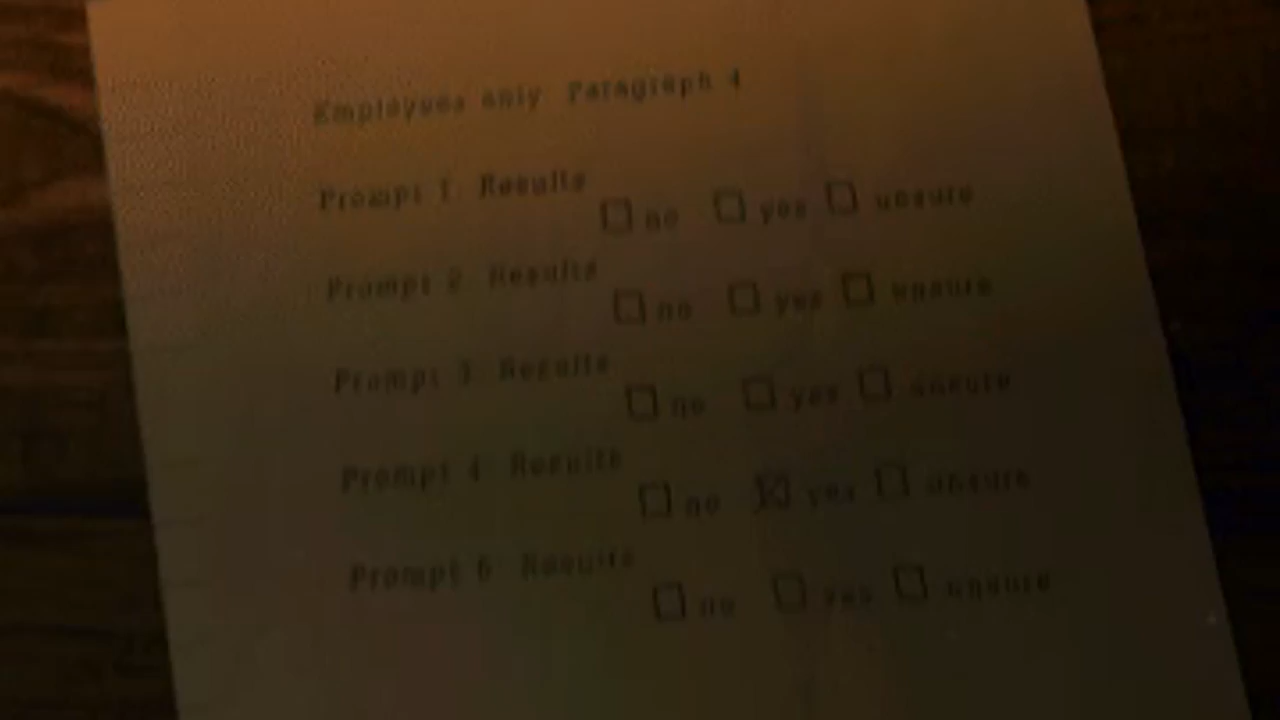 Employees only Paragraph 4
Prompt 1: Results
☐ no ☐ yes ☐ unsure
Prompt 2: Results
☐ no ☐ yes ☐ unsure
Prompt 3: Results
☐ no ☐ yes ☐ unsure
Prompt 4: Results
☐ no ☒ yes ☐ unsure
Prompt 5: Results
☐ no ☐ yes ☐ unsure